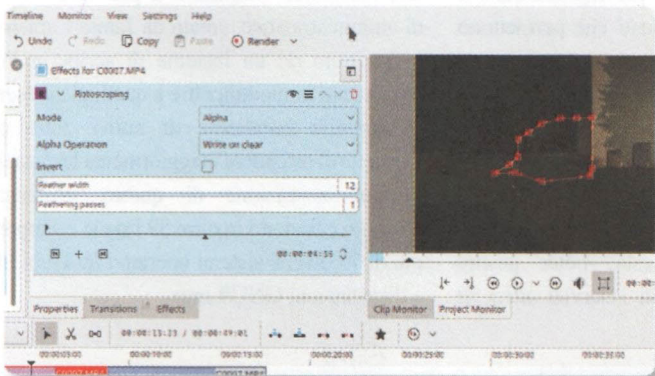 Timeline Monitor View Settings Help
Undo Redo Copy Paste Render
Effects for C0007.MP4
Rotoscoping
Mode Alpha
Alpha Operation Write on clear
Invert
Feather width 12
Feathering passes 1
00:00:04:16
Properties Transitions Effects
Clip Monitor Project Monitor
00:00:13:23 / 00:00:49:01
00:00:05:00 00:00:10:00 00:00:15:00 00:00:20:00 00:00:25:00 00:00:30:00 00:00:35:00
C0007.MP4 C0007.MP4